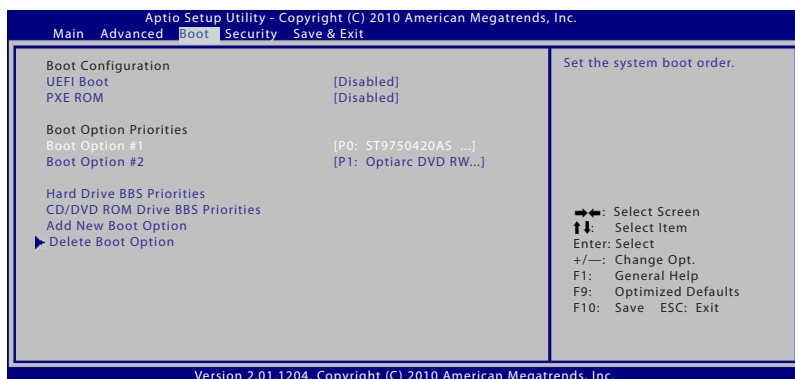 Aptio Setup Utility - Copyright (C) 2010 American Megatrends, Inc.
Main Advanced Boot Security Save & Exit
Boot Configuration
UEFI Boot [Disabled]
PXE ROM [Disabled]
Boot Option Priorities
Boot Option #1 [P0: ST9750420AS ...]
Boot Option #2 [P1: Optiarc DVD RW...]
Hard Drive BBS Priorities
CD/DVD ROM Drive BBS Priorities
Add New Boot Option
Delete Boot Option
Set the system boot order.
→←: Select Screen
↑↓: Select Item
Enter: Select
+/—: Change Opt.
F1: General Help
F9: Optimized Defaults
F10: Save ESC: Exit
Version 2.01.1204. Copyright (C) 2010 American Megatrends, Inc.